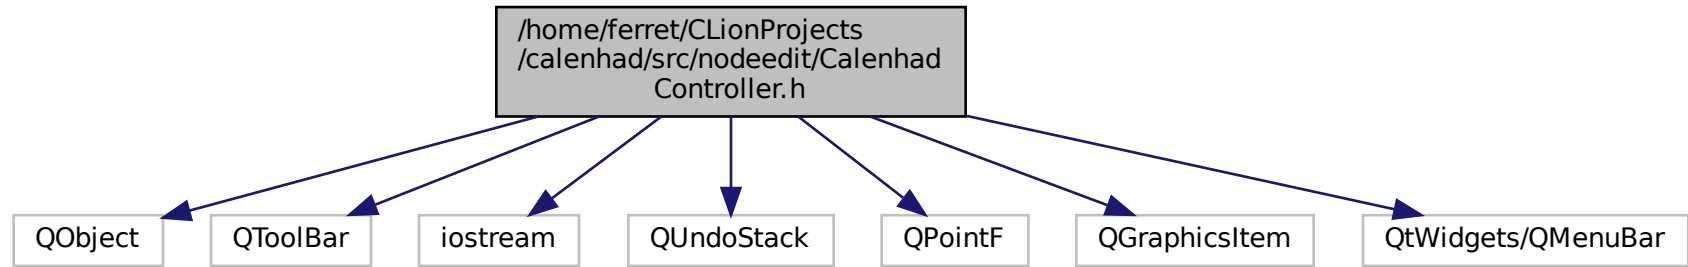 /home/ferret/CLionProjects
/calenhad/src/nodeedit/Calenhad
Controller.h
QObject
QToolBar
iostream
QUndoStack
QPointF
QGraphicsItem
QtWidgets/QMenuBar